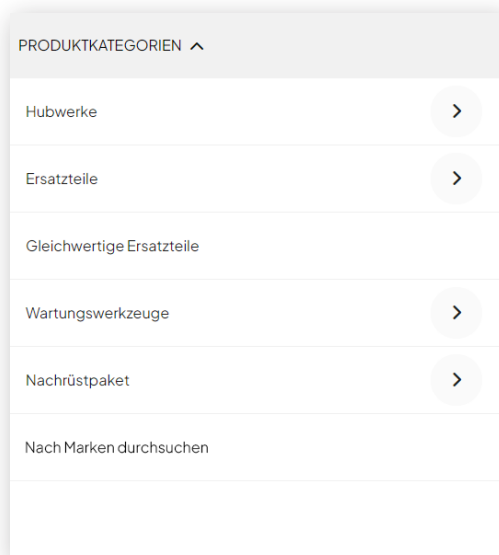 PRODUKTKATEGORIEN
Hubwerke
Ersatzteile
Gleichwertige Ersatzteile
Wartungswerkzeuge
Nachrüstpaket
Nach Marken durchsuchen